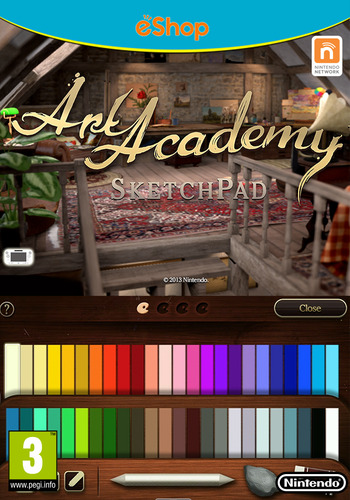 eShop
NINTENDO
NETWORK
Art Academy
SKETCHPAD
© 2013 Nintendo
?
Close
3
www.pegi.info
Nintendo